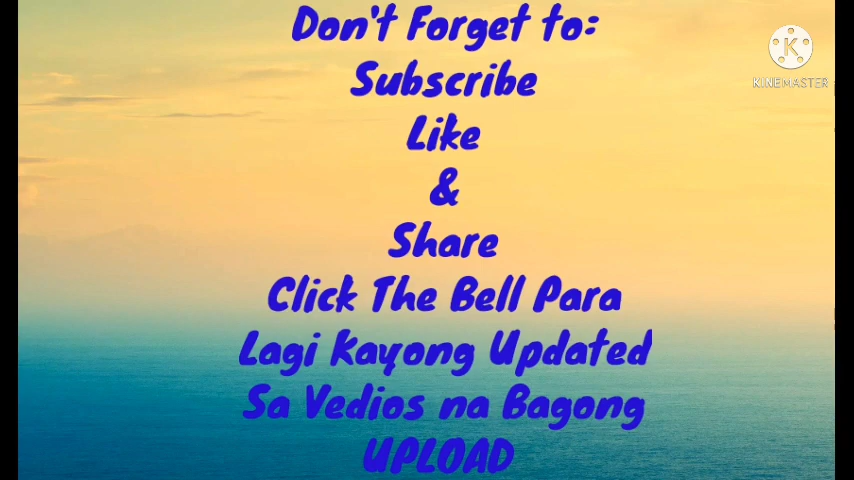 Don't Forget to:
Subscribe
Like
&
Share
Click The Bell Para
Lagi Kayong Updated
Sa Vedios na Bagong
UPLOAD
K
KINEMASTER